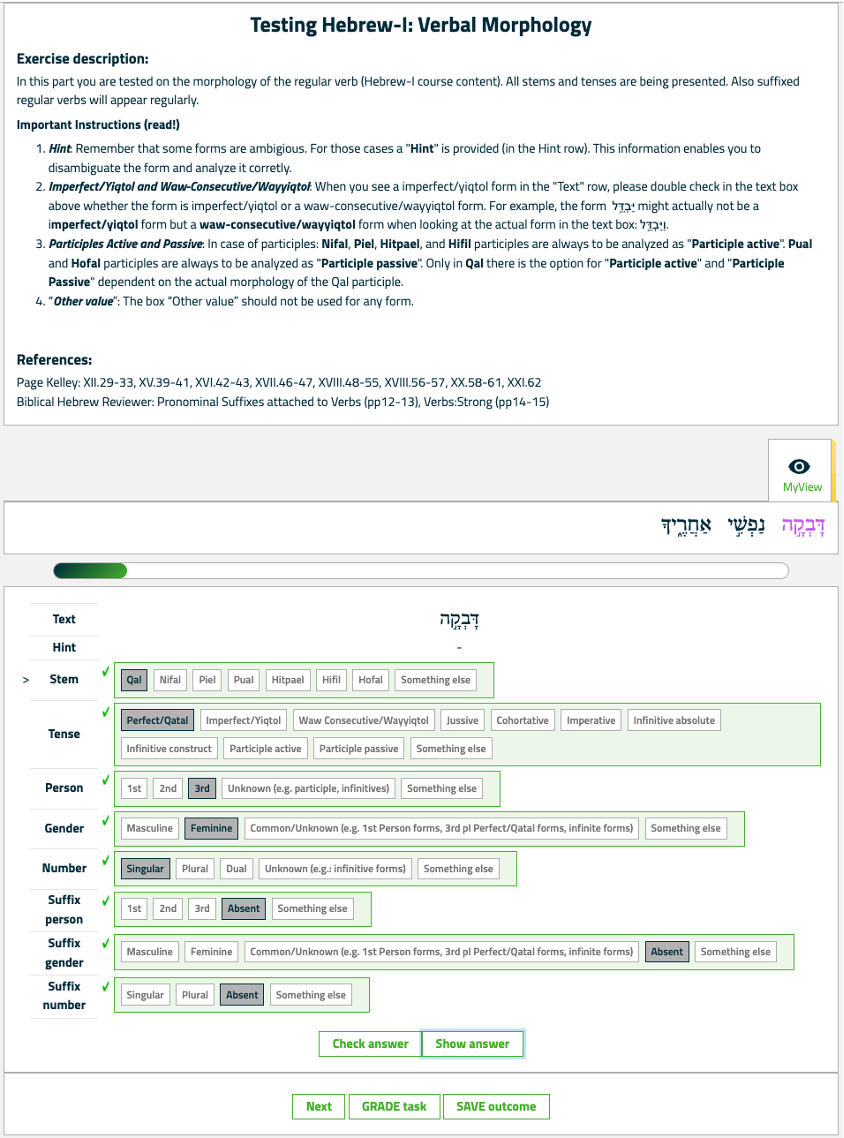 Testing Hebrew-I: Verbal Morphology
Exercise description:
In this part you are tested on the morphology of the regular verb (Hebrew-I course content). All stems and tenses are being presented. Also suffixed
regular verbs will appear regularly.
Important Instructions (read!)
1. Hint: Remember that some forms are ambigious. For those cases a "Hint" is provided (in the Hint row). This information enables you to
disambiguate the form and analyze it corretly.
2. Imperfect/Yiqtol and Waw-Consecutive/Wayyiqtol: When you see a imperfect/yiqtol form in the "Text" row, please double check in the text box
above whether the form is imperfect/yiqtol or a waw-consecutive/wayyiqtol form. For example, the form יַּבְדֵּ֣ל might actually not be a
imperfect/yiqtol form but a waw-consecutive/wayyiqtol form when looking at the actual form in the text box: וַיַּבְדֵּ֣ל.
3. Participles Active and Passive: In case of participles: Nifal, Piel, Hitpael, and Hifil participles are always to be analyzed as "Participle active". Pual
and Hofal participles are always to be analyzed as "Participle passive". Only in Qal there is the option for "Participle active" and "Participle
Passive" dependent on the actual morphology of the Qal participle.
4. "Other value": The box “Other value” should not be used for any form.
References:
Page Kelley: XII.29-33, XV.39-41, XVI.42-43, XVII.46-47, XVIII.48-55, XVIII.56-57, XX.58-61, XXI.62
Biblical Hebrew Reviewer: Pronominal Suffixes attached to Verbs (pp12-13), Verbs:Strong (pp14-15)
MyView
דָּבְקָ֣ה נַפְשִׁ֣י אַחֲרֶ֑יךָ
Text דָּבְקָ֣ה
Hint -
> Stem Qal Nifal Piel Pual Hitpael Hifil Hofal Something else
Tense Perfect/Qatal Imperfect/Yiqtol Waw Consecutive/Wayyiqtol Jussive Cohortative Imperative Infinitive absolute
Infinitive construct Participle active Participle passive Something else
Person 1st 2nd 3rd Unknown (e.g. participle, infinitives) Something else
Gender Masculine Feminine Common/Unknown (e.g. 1st Person forms, 3rd pl Perfect/Qatal forms, infinite forms) Something else
Number Singular Plural Dual Unknown (e.g.: infinitive forms) Something else
Suffix person 1st 2nd 3rd Absent Something else
Suffix gender Masculine Feminine Common/Unknown (e.g. 1st Person forms, 3rd pl Perfect/Qatal forms, infinite forms) Absent Something else
Suffix number Singular Plural Absent Something else
Check answer Show answer
Next GRADE task SAVE outcome